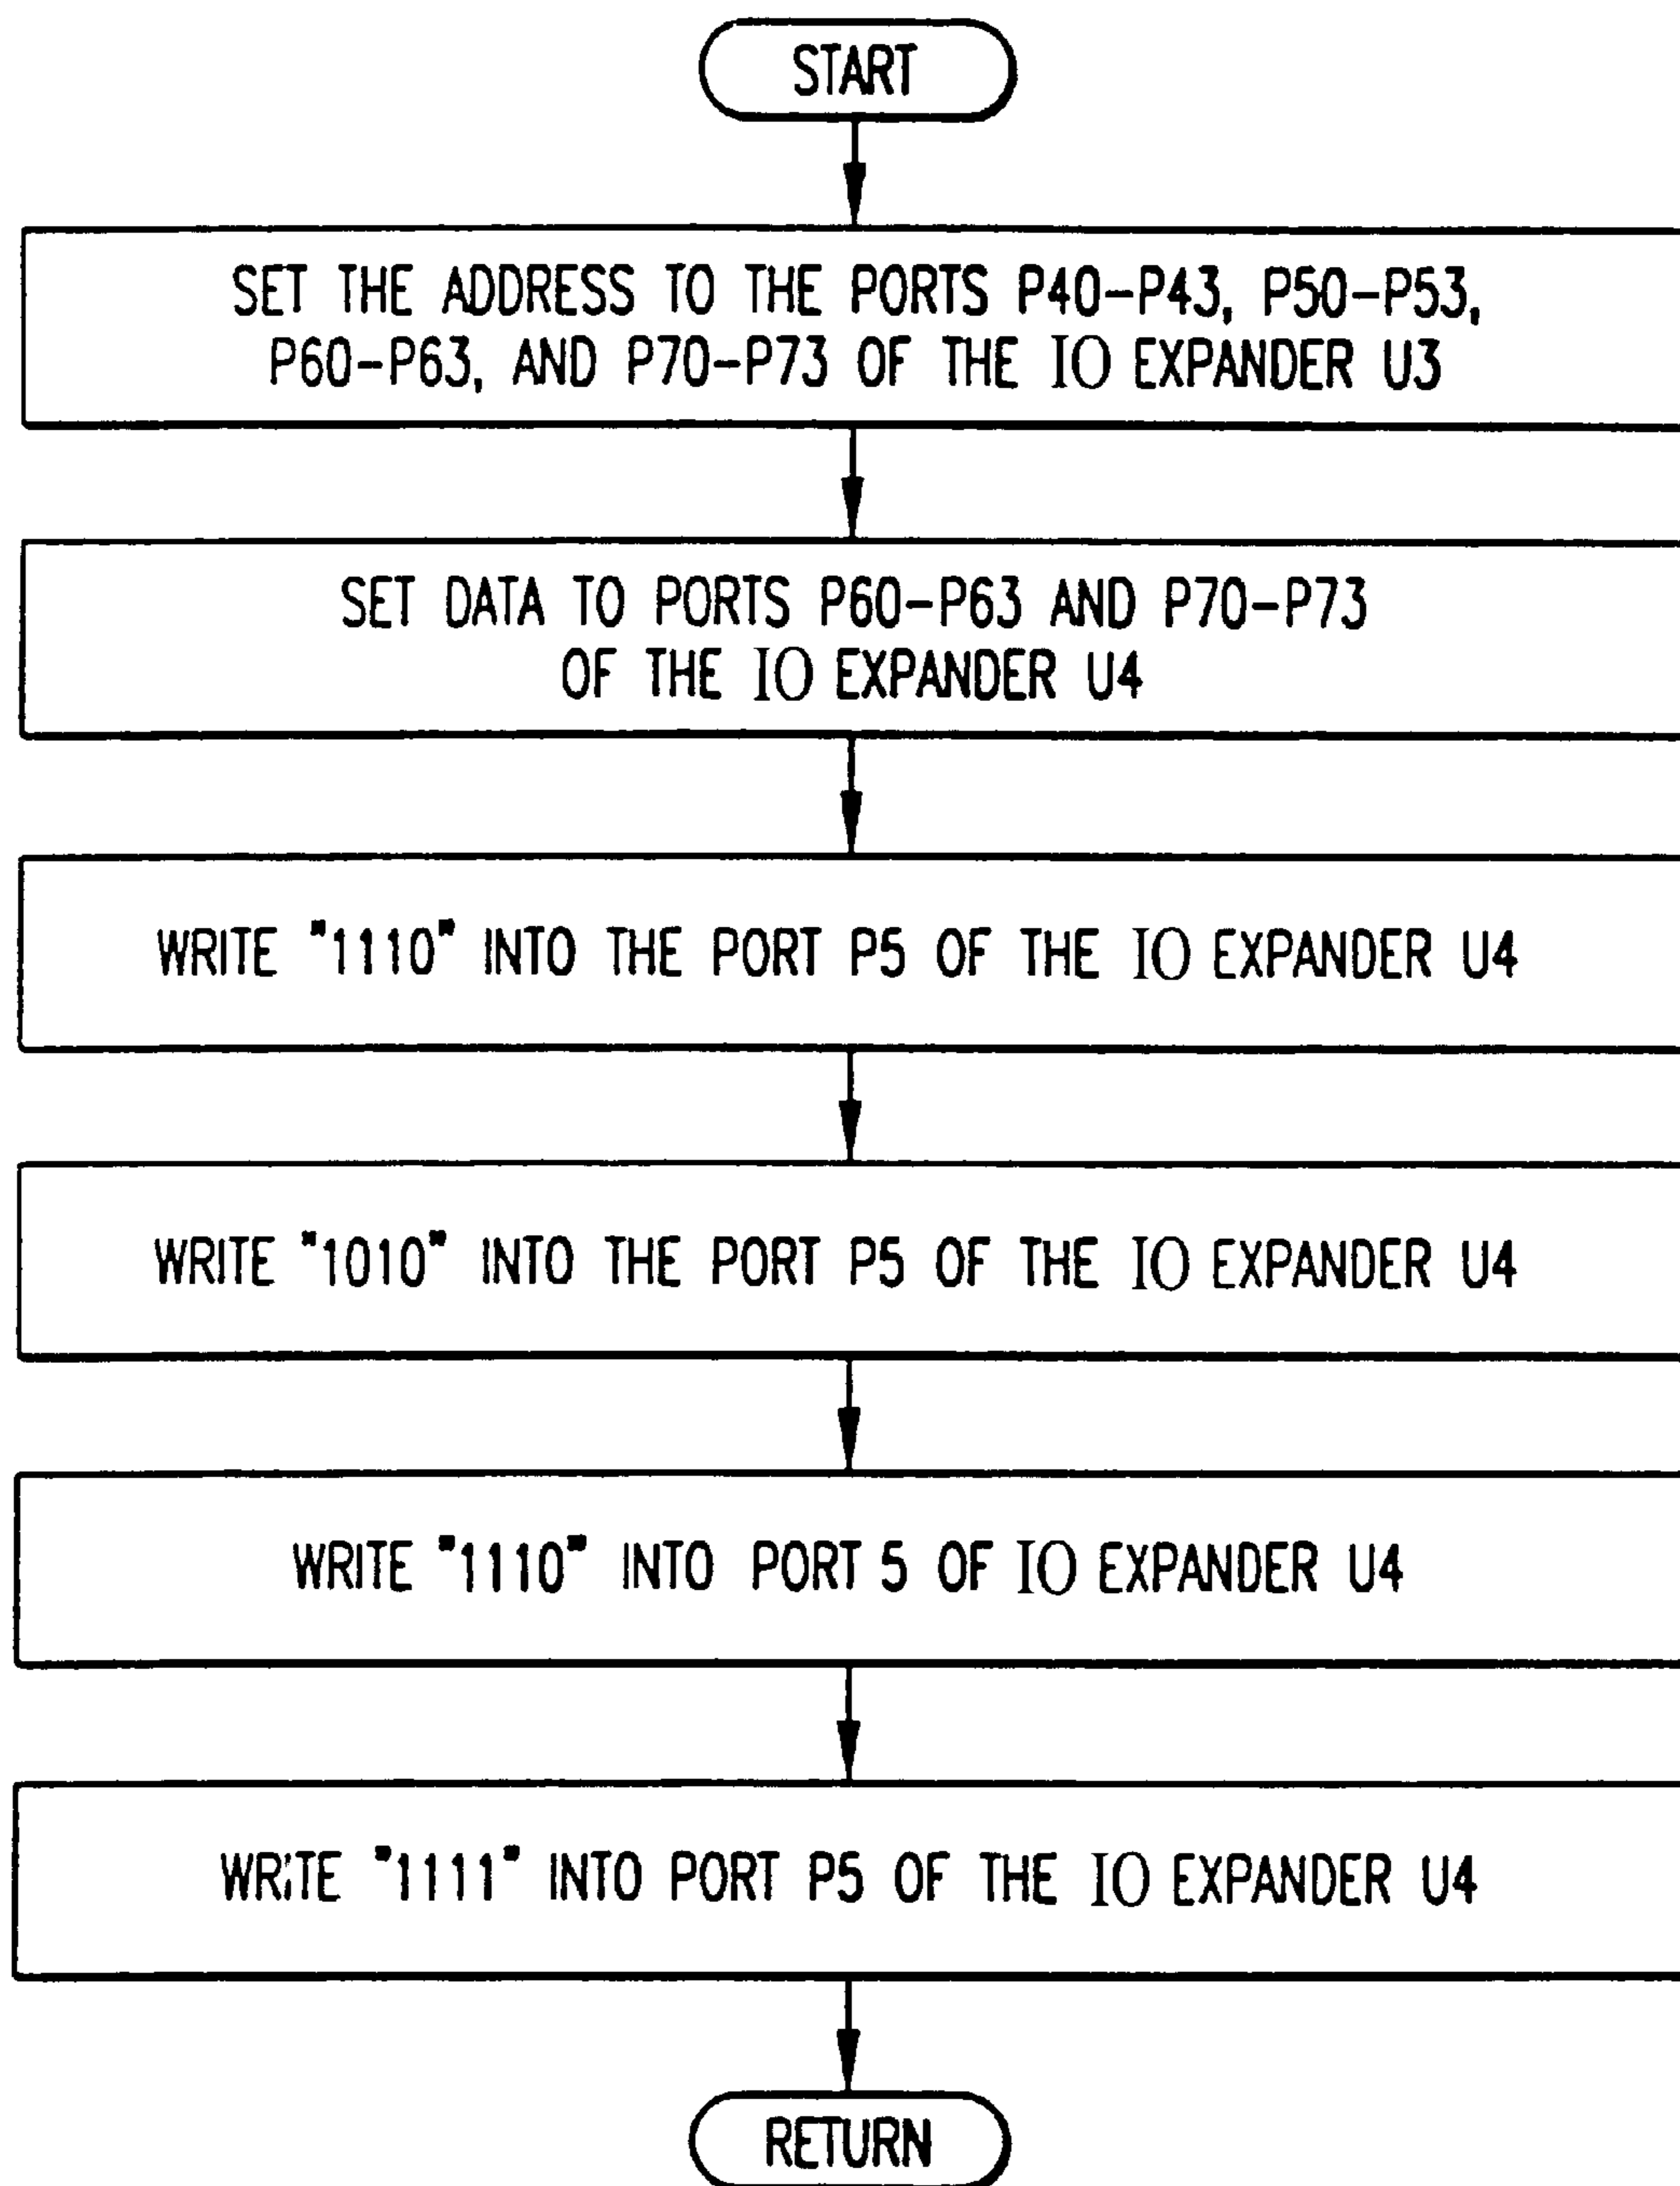 START
SET THE ADDRESS TO THE PORTS P40-P43, P50-P53,
P60-P63, AND P70-P73 OF THE IO EXPANDER U3
SET DATA TO PORTS P60-P63 AND P70-P73
OF THE IO EXPANDER U4
WRITE "1110" INTO THE PORT P5 OF THE IO EXPANDER U4
WRITE "1010" INTO THE PORT P5 OF THE IO EXPANDER U4
WRITE "1110" INTO PORT 5 OF IO EXPANDER U4
WRITE "1111" INTO PORT P5 OF THE IO EXPANDER U4
RETURN